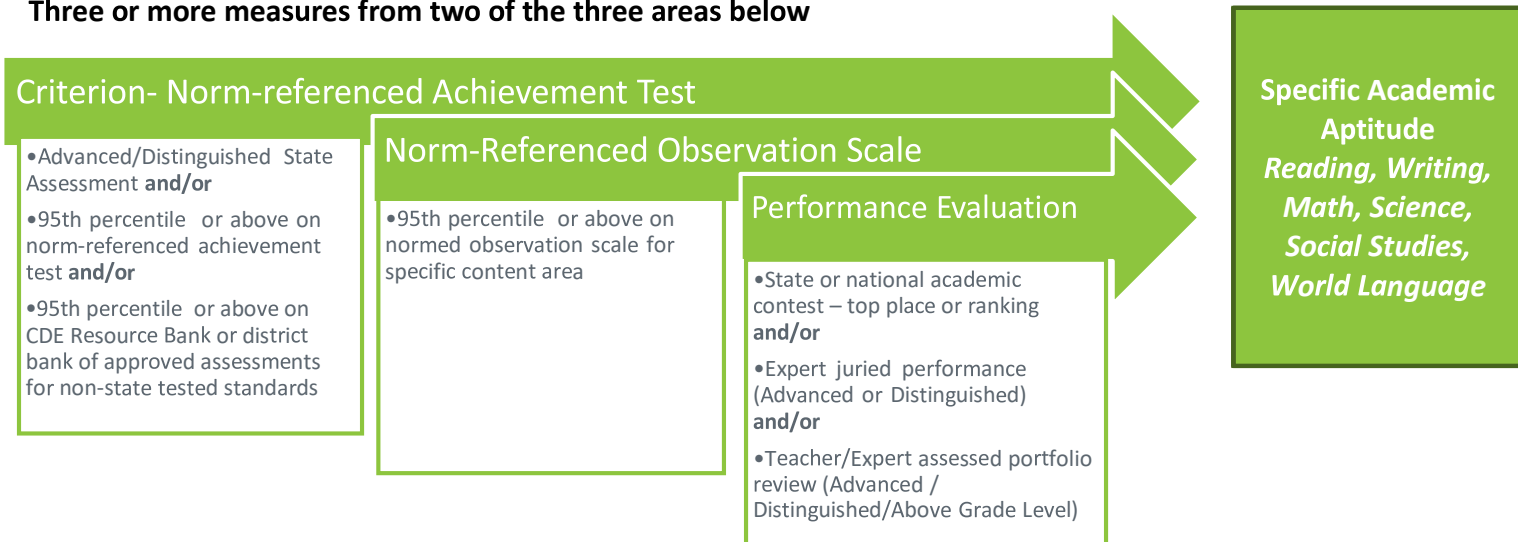 Three or more measures from two of the three areas below
Criterion- Norm-referenced Achievement Test
•Advanced/Distinguished State
Assessment and/or
•95th percentile or above on
norm-referenced achievement
test and/or
•95th percentile or above on
CDE Resource Bank or district
bank of approved assessments
for non-state tested standards
Norm-Referenced Observation Scale
•95th percentile or above on
normed observation scale for
specific content area
Performance Evaluation
•State or national academic
contest – top place or ranking
and/or
•Expert juried performance
(Advanced or Distinguished)
and/or
•Teacher/Expert assessed portfolio
review (Advanced /
Distinguished/Above Grade Level)
Specific Academic
Aptitude
Reading, Writing,
Math, Science,
Social Studies,
World Language